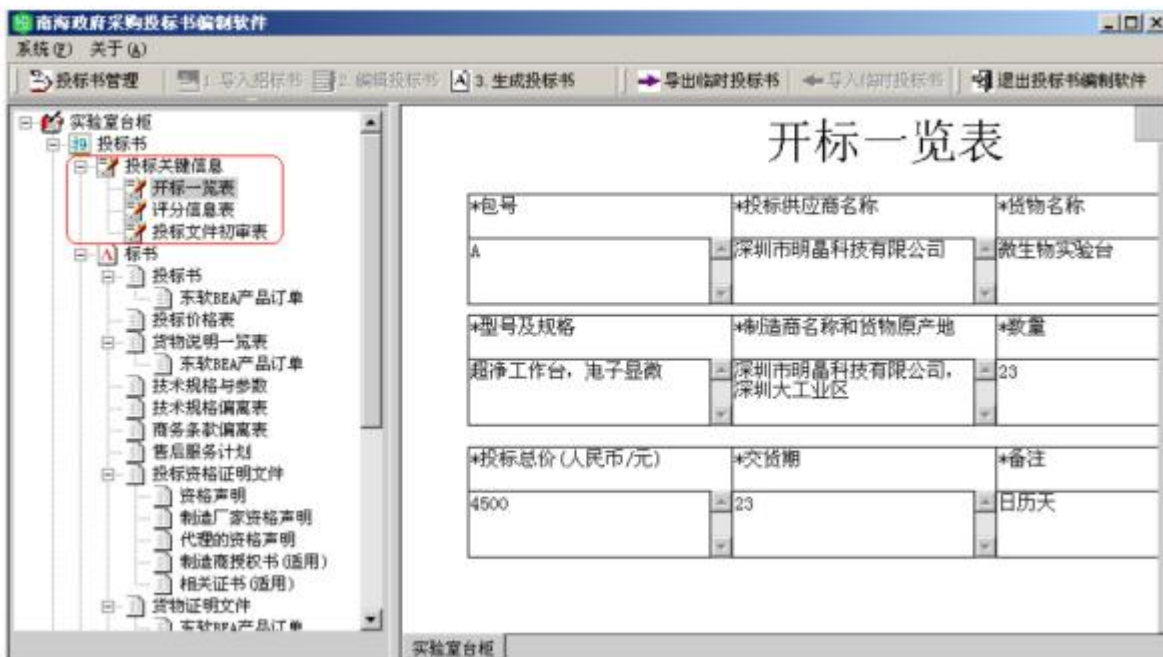 南海政府采购投标书编制软件
系统(F) 关于(A)
投标书管理 1.导入招标书 2.编辑投标书 3.生成投标书 导出临时投标书 导入临时投标书 退出投标书编制软件
实验室台柜
投标书
投标关键信息
开标一览表
评分信息表
投标文件初审表
标书
投标书
东软BEA产品订单
投标价格表
货物说明一览表
东软BEA产品订单
技术规格与参数
技术规格偏离表
商务条款偏离表
售后服务计划
投标资格证明文件
资格声明
制造厂家资格声明
代理的资格声明
制造商授权书(适用)
相关证书(适用)
货物证明文件
东软BEA产品订单
开标一览表
*包号 *投标供应商名称 *货物名称
A 深圳市明晶科技有限公司 微生物实验台
*型号及规格 *制造商名称和货物原产地 *数量
超净工作台，电子显微 深圳市明晶科技有限公司，深圳大工业区 23
*投标总价(人民币/元) *交货期 *备注
4500 23 日历天
实验室台柜